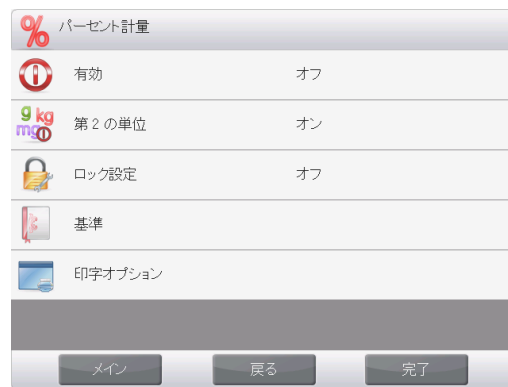 % パーセント計量
有効 オフ
g kg mg 第2の単位 オン
ロック設定 オフ
基準
印字オプション
メイン 戻る 完了